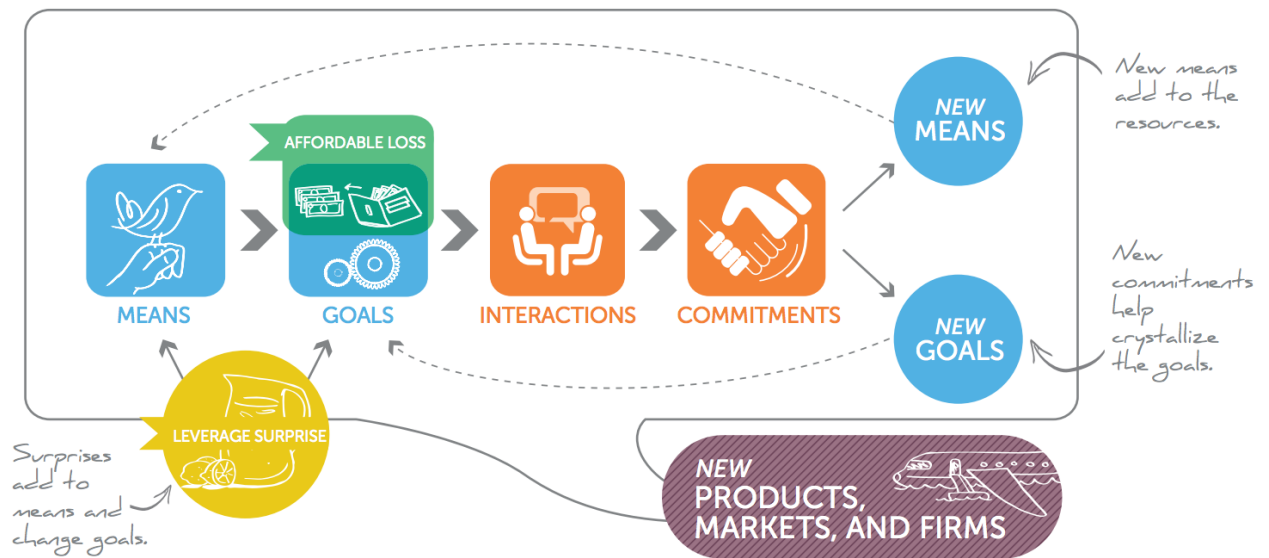 AFFORDABLE LOSS
MEANS
GOALS
INTERACTIONS
COMMITMENTS
NEW
MEANS
New means
add to the
resources.
NEW
GOALS
New
commitments
help
crystallize
the goals.
LEVERAGE SURPRISE
Surprises
add to
means and
change goals.
NEW
PRODUCTS,
MARKETS, AND FIRMS